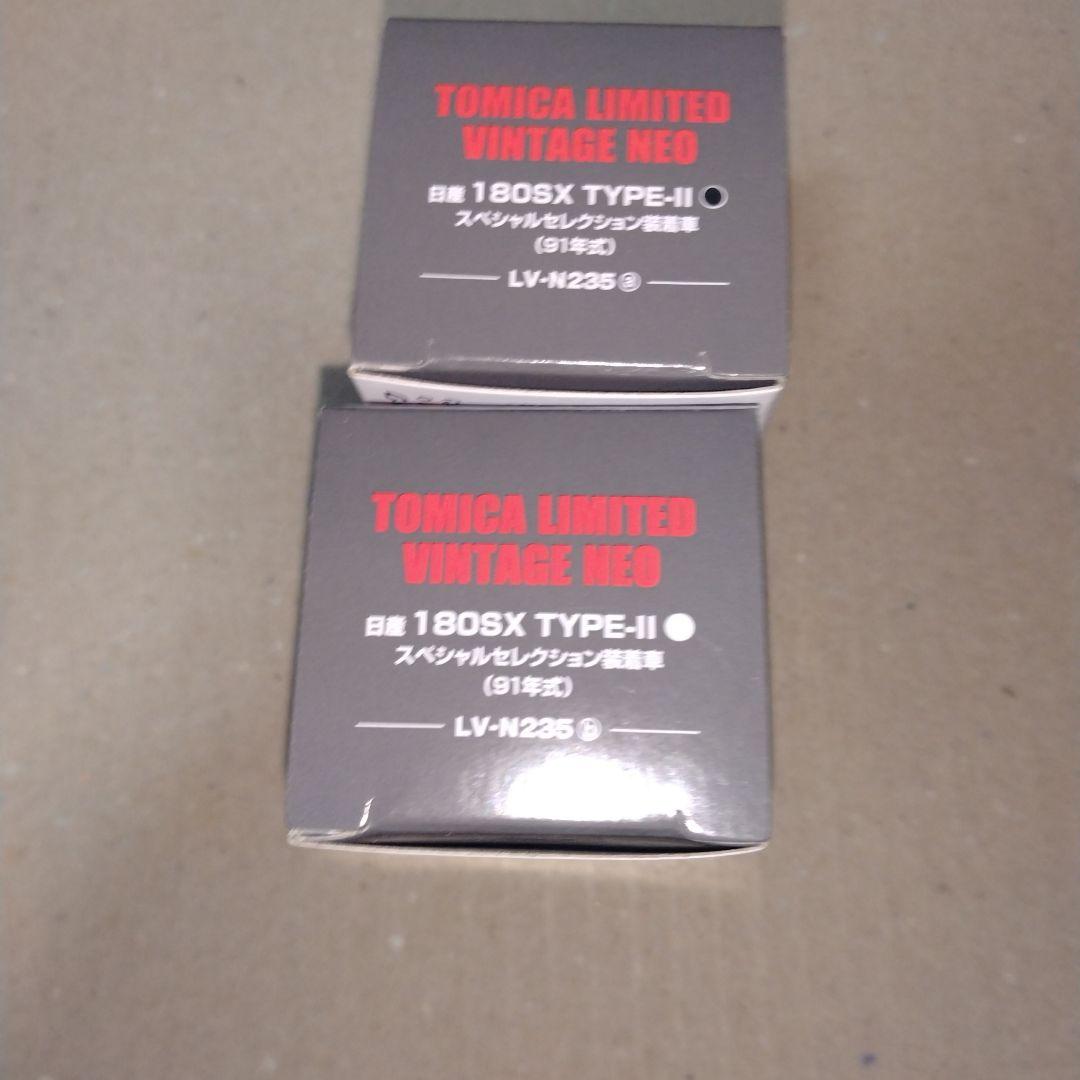 TOMICA LIMITED
VINTAGE NEO
日産 180SX TYPE-II
スペシャルセレクション装着車
(91年式)
LV-N235ⓐ
TOMICA LIMITED
VINTAGE NEO
日産 180SX TYPE-II
スペシャルセレクション装着車
(91年式)
LV-N235ⓑ